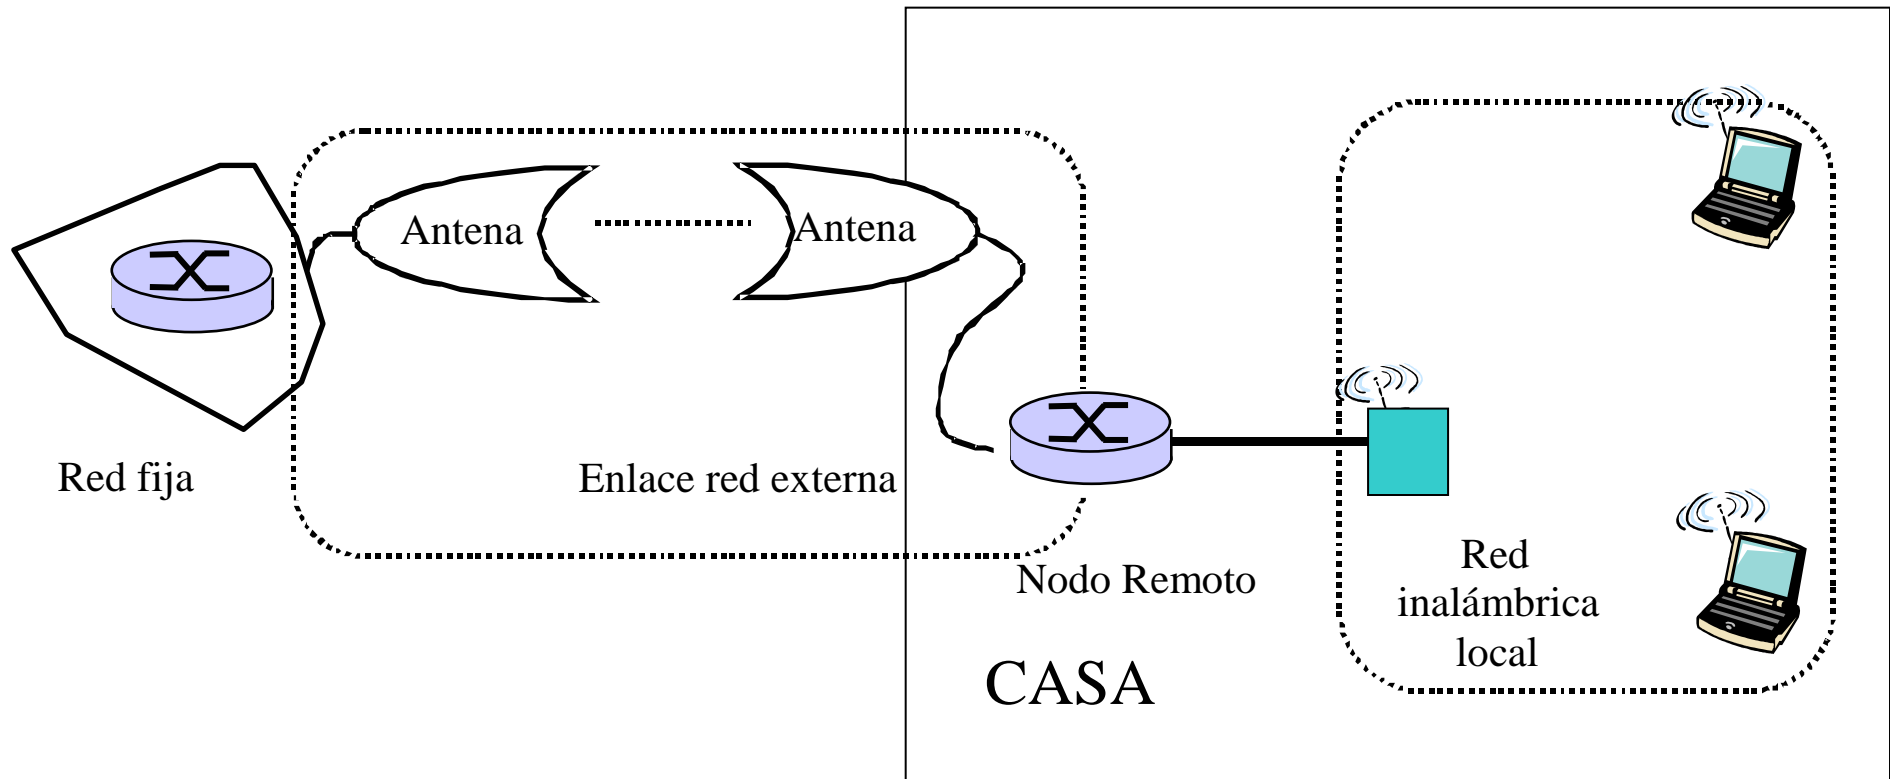 Antena
Antena
Red fija
Enlace red externa
Nodo Remoto
Red
inalámbrica
local
CASA